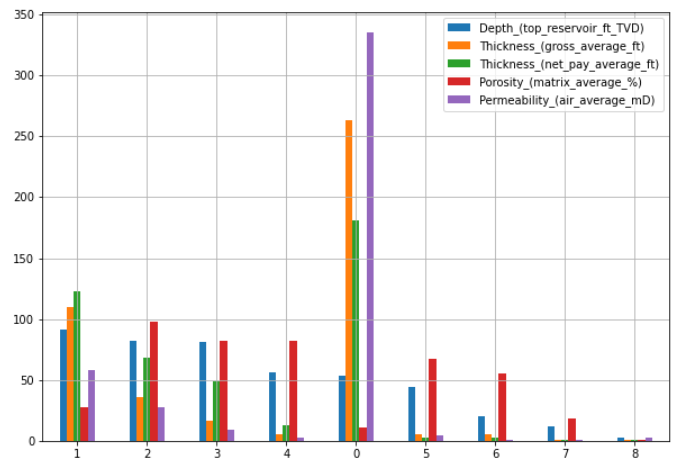 350
300
250
200
150
100
50
0
Depth_(top_reservoir_ft_TVD)
Thickness_(gross_average_ft)
Thickness_(net_pay_average_ft)
Porosity_(matrix_average_%)
Permeability_(air_average_mD)
1 2 3 4 0 5 6 7 8